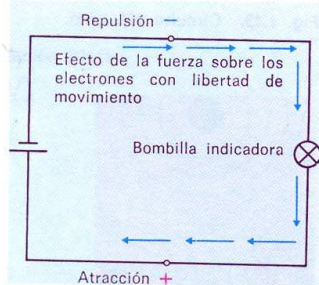 Repulsión −
Efecto de la fuerza sobre los
electrones con libertad de
movimiento
Bombilla indicadora
Atracción +